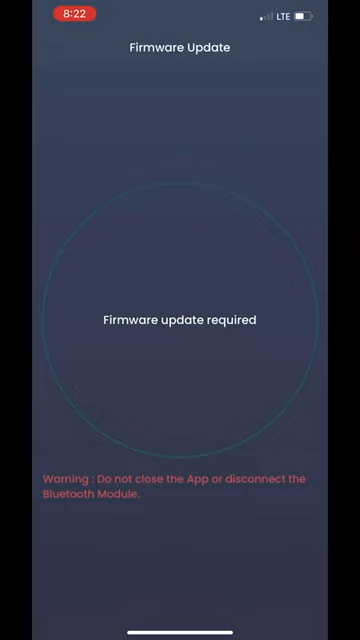 8:22
LTE
Firmware Update
Firmware update required
Warning : Do not close the App or disconnect the
Bluetooth Module.